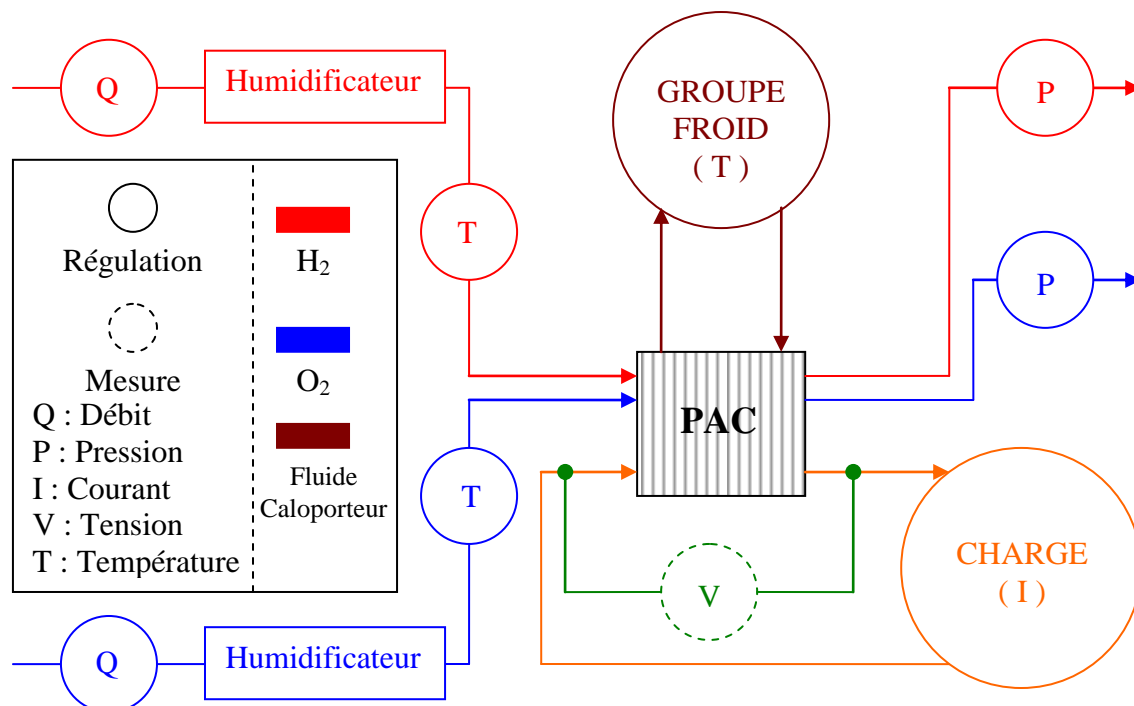 Q
Humidificateur
GROUPE
FROID
( T )
P
Régulation
Mesure
Q : Débit
P : Pression
I : Courant
V : Tension
T : Température
H₂
O₂
Fluide
Caloporteur
T
P
PAC
T
V
CHARGE
( I )
Q
Humidificateur